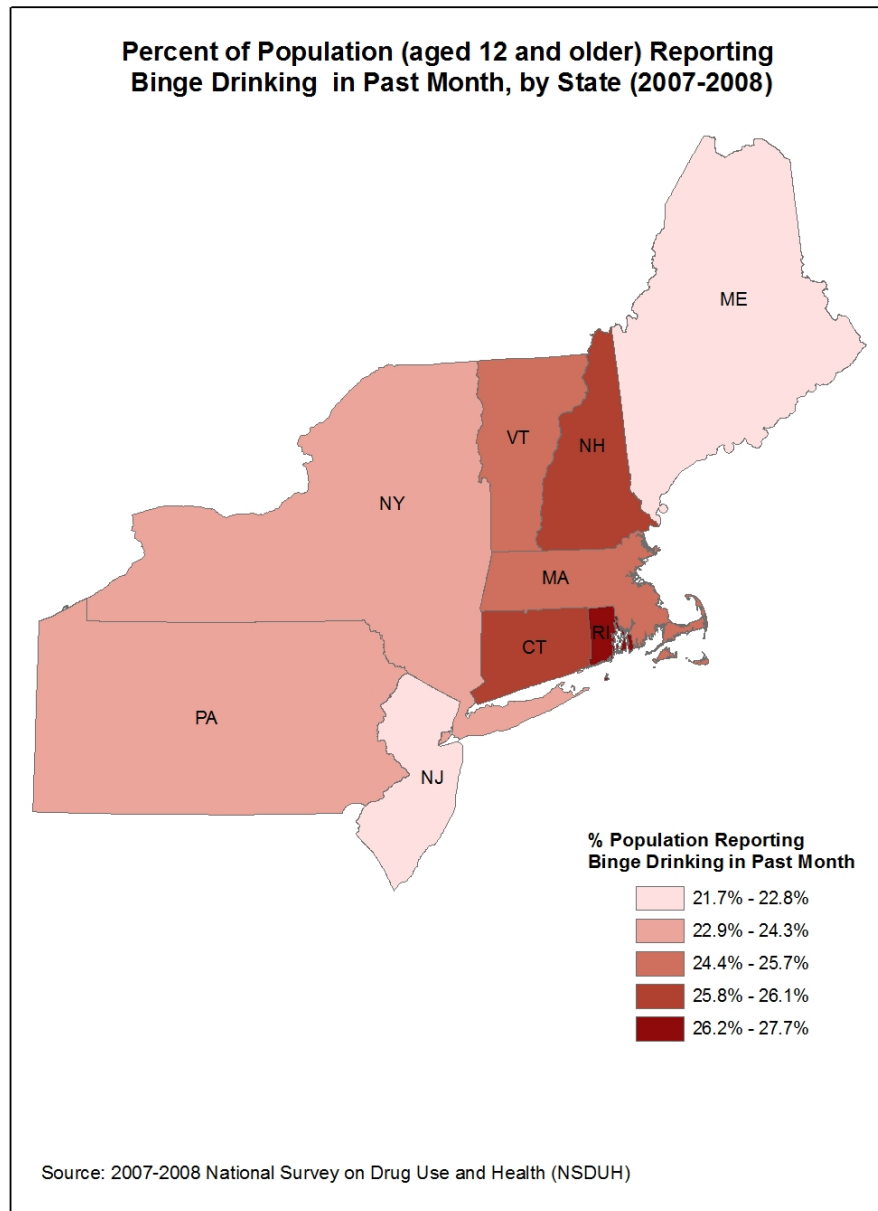 Percent of Population (aged 12 and older) Reporting
Binge Drinking in Past Month, by State (2007-2008)
ME
VT
NH
NY
MA
CT
RI
PA
NJ
% Population Reporting
Binge Drinking in Past Month
21.7% - 22.8%
22.9% - 24.3%
24.4% - 25.7%
25.8% - 26.1%
26.2% - 27.7%
Source: 2007-2008 National Survey on Drug Use and Health (NSDUH)